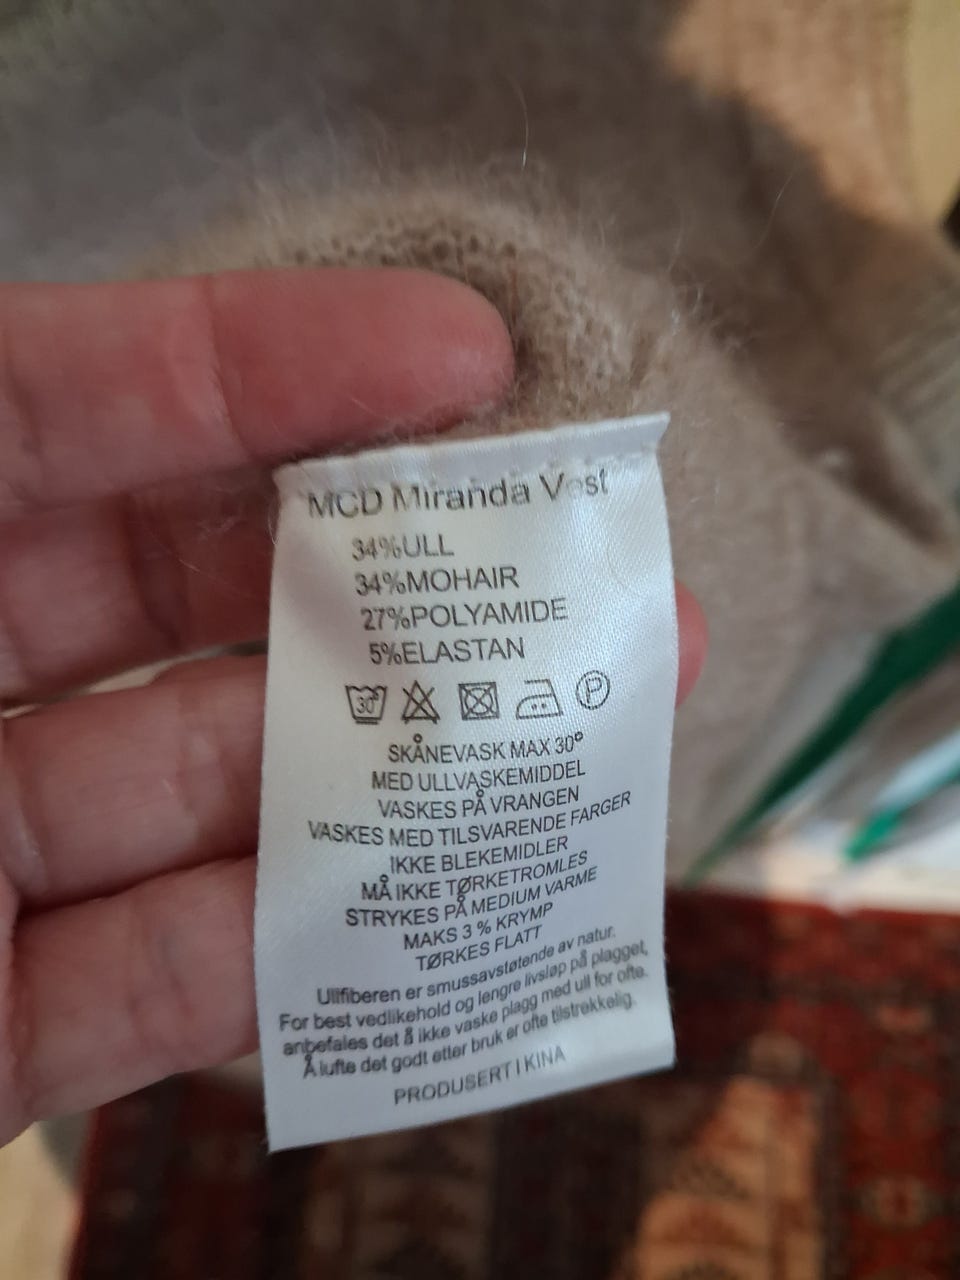 MCD Miranda Vest
34%ULL
34%MOHAIR
27%POLYAMIDE
5%ELASTAN
30° P
SKÅNEVASK MAX 30°
MED ULLVASKEMIDDEL
VASKES PÅ VRANGEN
VASKES MED TILSVARENDE FARGER
IKKE BLEKEMIDLER
MÅ IKKE TØRKETROMLES
STRYKES PÅ MEDIUM VARME
MAKS 3 % KRYMP
TØRKES FLATT
Ullfiberen er smussavstøtende av natur.
For best vedlikehold og lengre livsløp på plagget,
anbefales det å ikke vaske plagg med ull for ofte.
Å lufte det godt etter bruk er ofte tilstrekkelig.
PRODUSERT I KINA